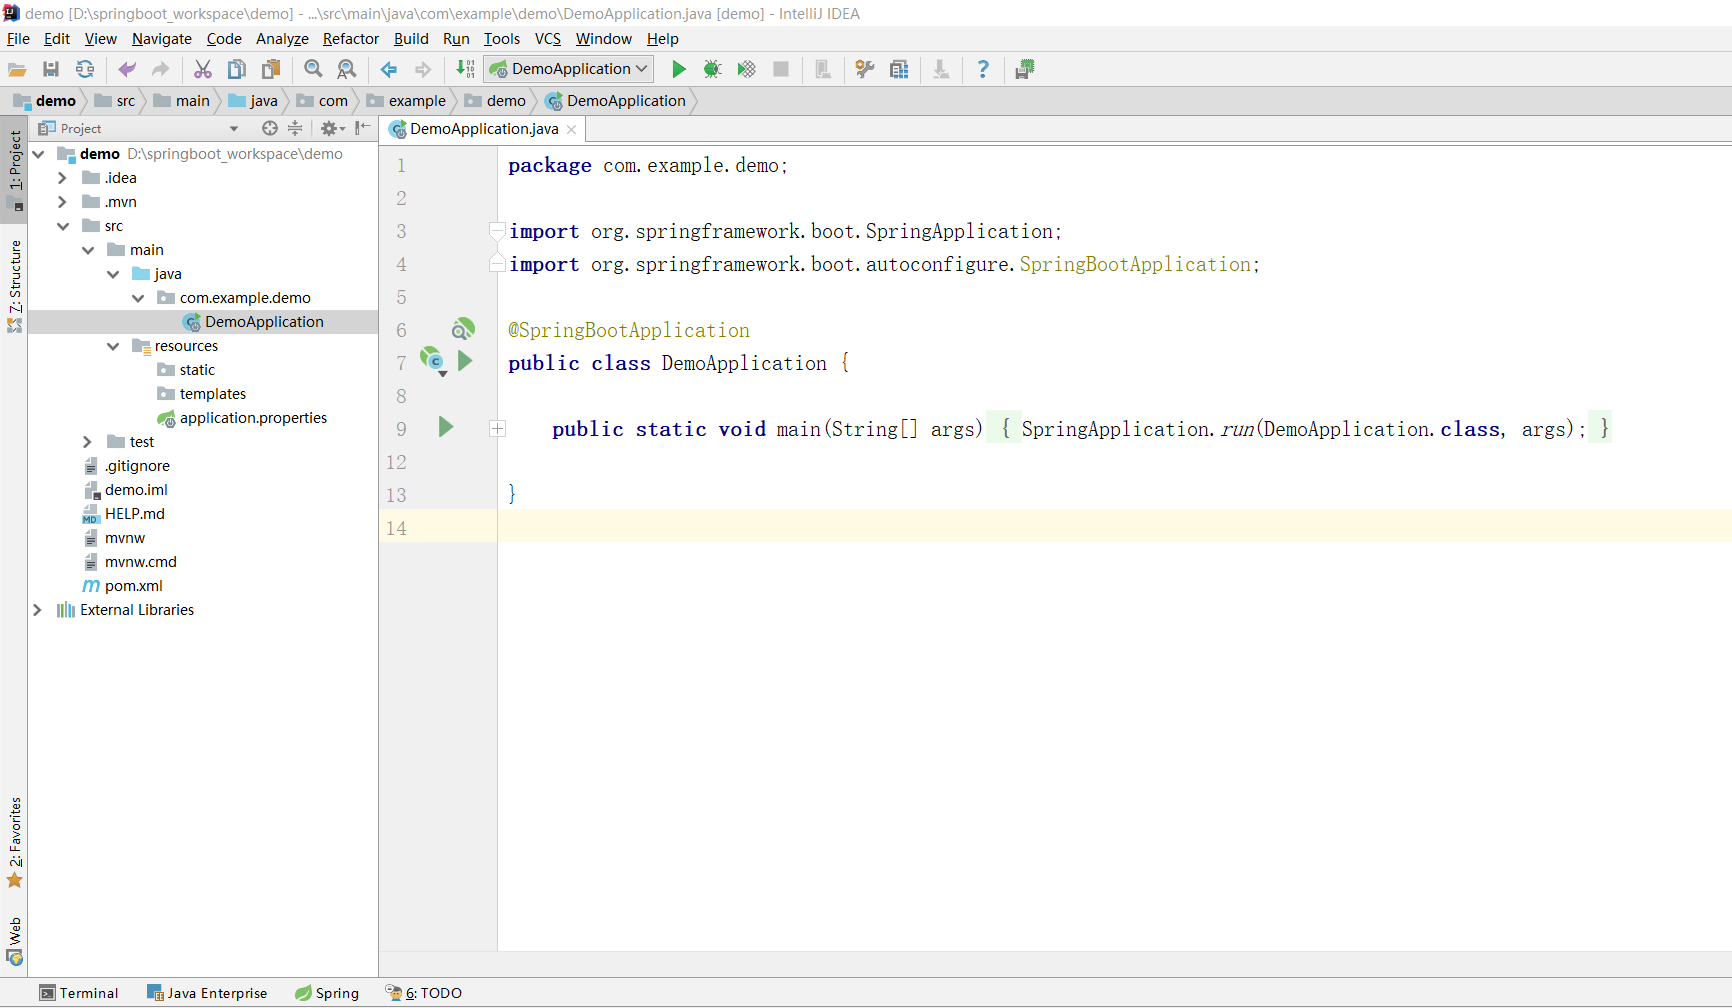 demo [D:\springboot_workspace\demo] - ...\src\main\java\com\example\demo\DemoApplication.java [demo] - IntelliJ IDEA
File Edit View Navigate Code Analyze Refactor Build Run Tools VCS Window Help
DemoApplication
demo src main java com example demo DemoApplication
Project
DemoApplication.java
1: Project
Z: Structure
2: Favorites
Web
demo D:\springboot_workspace\demo
.idea
.mvn
src
main
java
com.example.demo
DemoApplication
resources
static
templates
application.properties
test
.gitignore
demo.iml
HELP.md
mvnw
mvnw.cmd
pom.xml
External Libraries
1 package com.example.demo;
2
3 import org.springframework.boot.SpringApplication;
4 import org.springframework.boot.autoconfigure.SpringBootApplication;
5
6 @SpringBootApplication
7 public class DemoApplication {
8
9 public static void main(String[] args) { SpringApplication.run(DemoApplication.class, args); }
12
13 }
14
Terminal Java Enterprise Spring 6: TODO